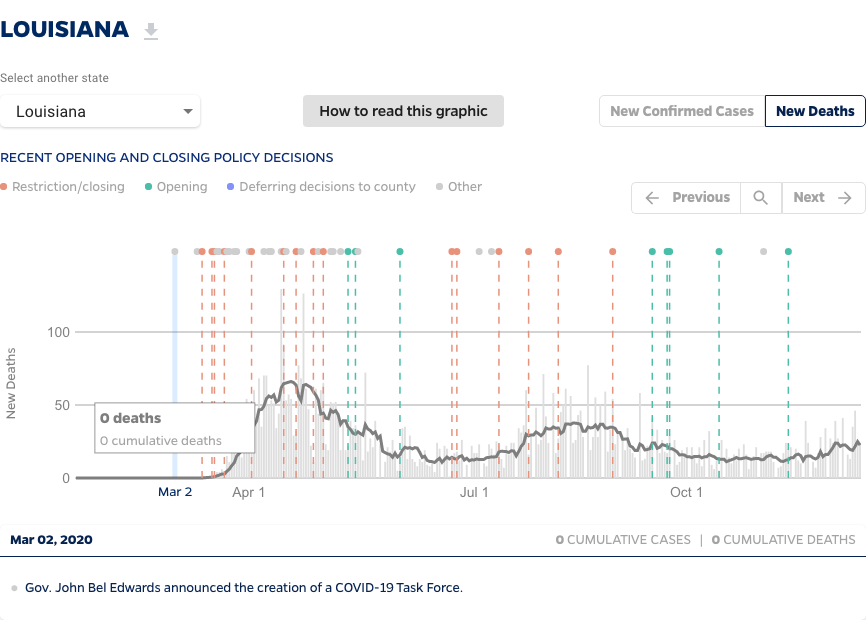 LOUISIANA
Select another state
Louisiana
How to read this graphic
New Confirmed Cases
New Deaths
RECENT OPENING AND CLOSING POLICY DECISIONS
Restriction/closing
Opening
Deferring decisions to county
Other
Previous
Next
100
50
0
New Deaths
0 deaths
0 cumulative deaths
Mar 2
Apr 1
Jul 1
Oct 1
Mar 02, 2020
0 CUMULATIVE CASES | 0 CUMULATIVE DEATHS
Gov. John Bel Edwards announced the creation of a COVID-19 Task Force.